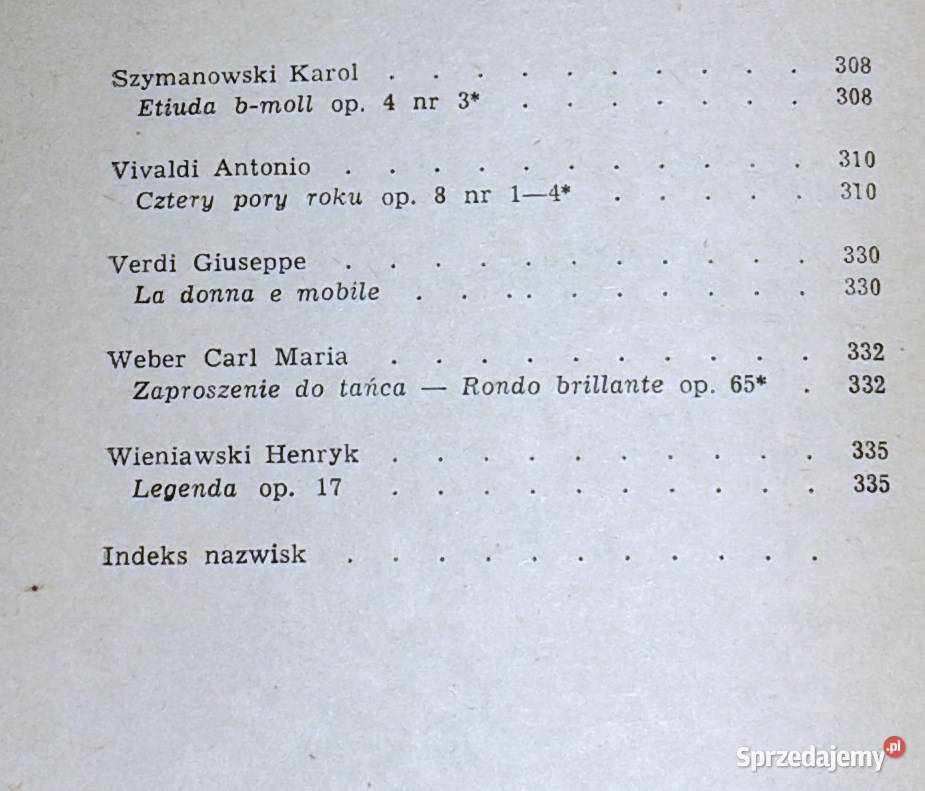 Szymanowski Karol . . . . . . . . . . 308
Etiuda b-moll op. 4 nr 3* . . . . . . . 308
Vivaldi Antonio . . . . . . . . . . . 310
Cztery pory roku op. 8 nr 1—4* . . . . . 310
Verdi Giuseppe . . . . . . . . . . . 330
La donna e mobile . . . . . . . . . . 330
Weber Carl Maria . . . . . . . . . . 332
Zaproszenie do tańca — Rondo brillante op. 65* . 332
Wieniawski Henryk . . . . . . . . . . 335
Legenda op. 17 . . . . . . . . . . 335
Indeks nazwisk . . . . . . . . . . .
Sprzedajemy.pl